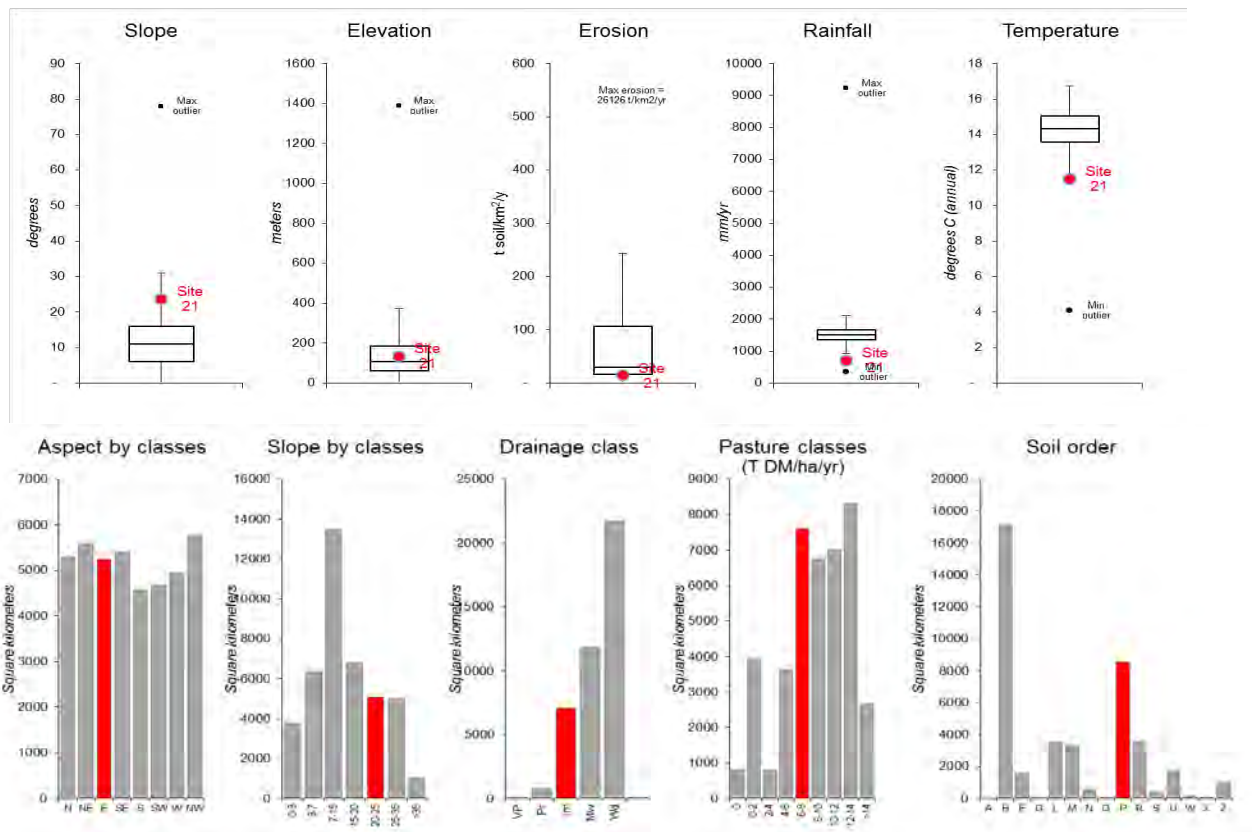 Slope
Elevation
Erosion
Rainfall
Temperature
90
80
70
60
50
40
30
20
10
-
degrees
Max
outlier
Site
21
1600
1400
1200
1000
800
600
400
200
0
meters
Max
outlier
Site
21
600
500
400
300
200
100
-
t soil/km²/y
Max erosion =
26126 t/km2/yr
Site
21
10000
9000
8000
7000
6000
5000
4000
3000
2000
1000
0
mm/yr
Max
outlier
Site
21
Min
outlier
18
16
14
12
10
8
6
4
2
-
degrees C (annual)
Site
21
Min
outlier
Aspect by classes
Slope by classes
Drainage class
Pasture classes
(T DM/ha/yr)
Soil order
7000
6000
5000
4000
3000
2000
1000
0
Square kilometers
N NE E SE S SW W NW
16000
14000
12000
10000
8000
6000
4000
2000
0
Square kilometers
0-3 3-7 7-15 15-20 20-25 25-35 >35
25000
20000
15000
10000
5000
0
Square kilometers
VP Pr Im Mw Wd
9000
8000
7000
6000
5000
4000
3000
2000
1000
0
Square kilometers
0 0-2 2-4 4-6 6-8 8-10 10-12 12-14 >14
20000
18000
16000
14000
12000
10000
8000
6000
4000
2000
0
Square kilometers
A B E G L M N O P R S U W X Z